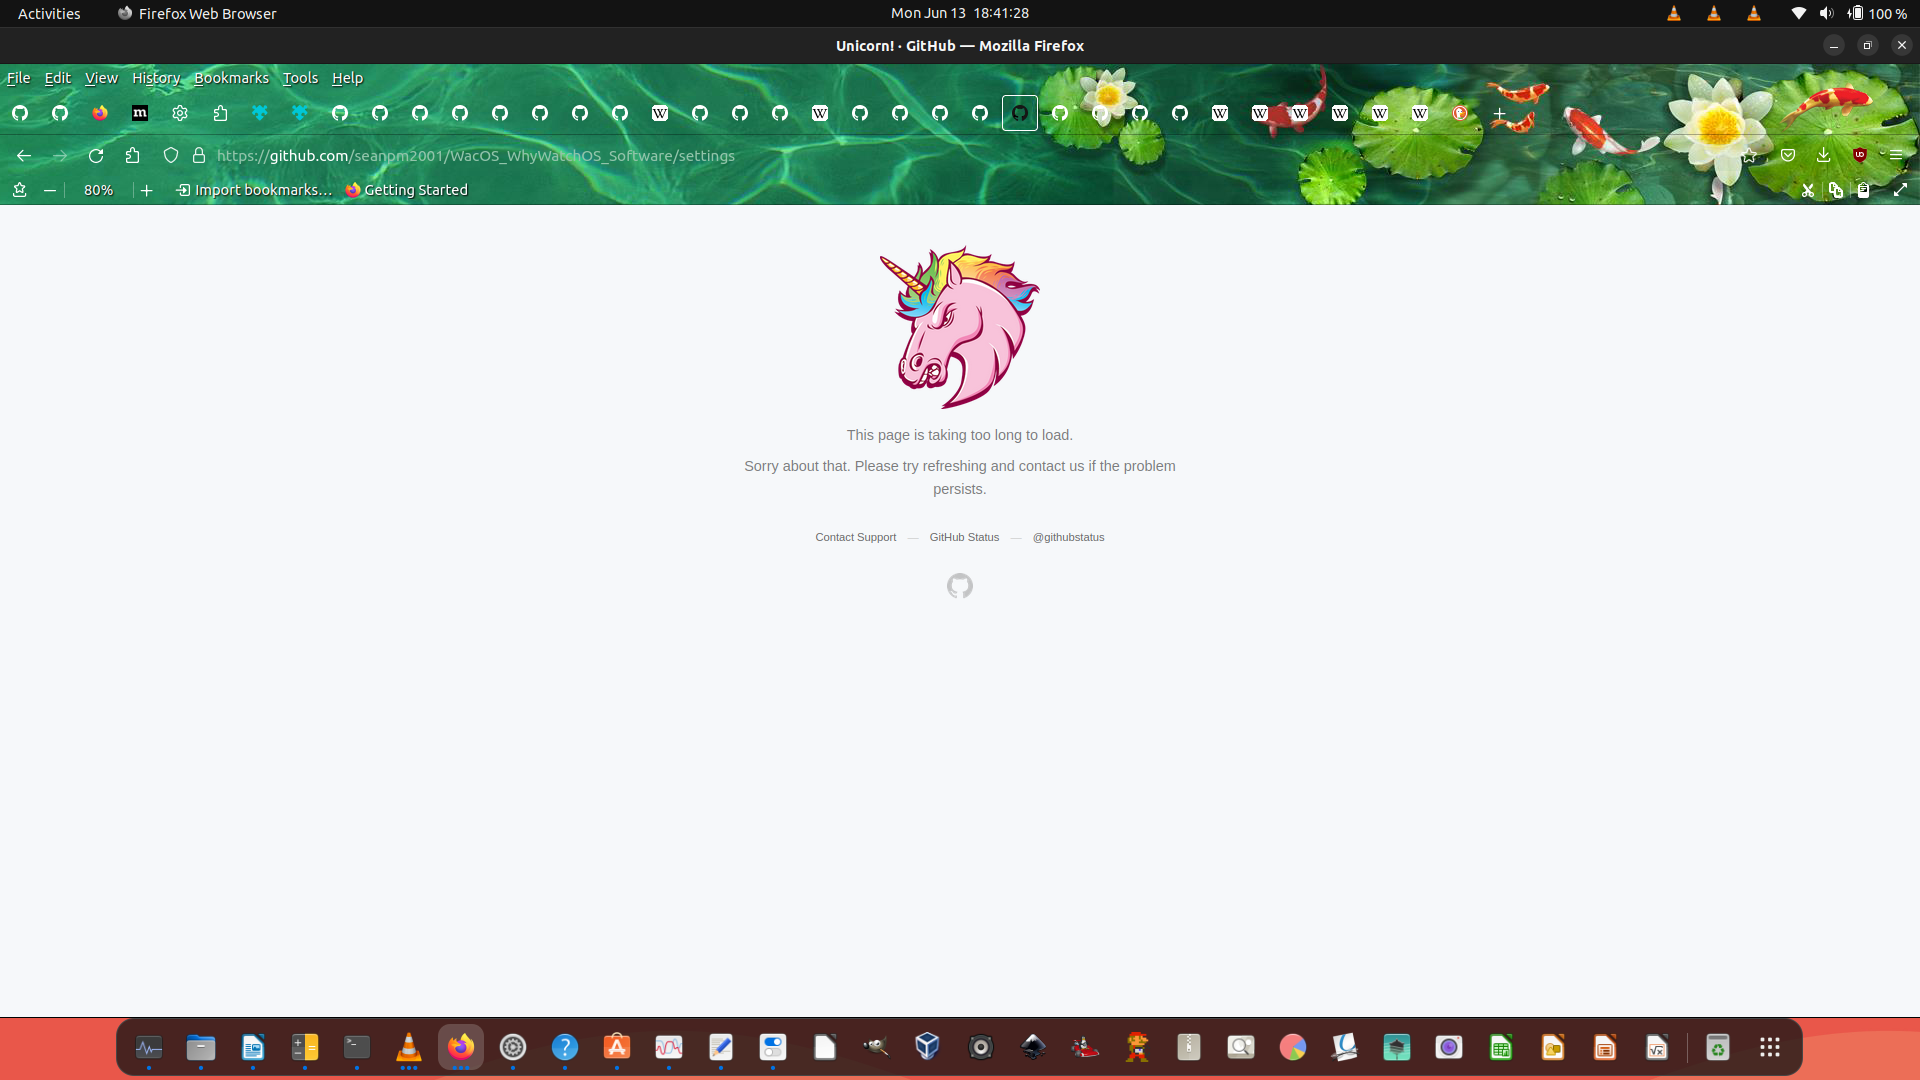 Activities
Firefox Web Browser
Mon Jun 13 18:41:28
100 %
Unicorn! · GitHub — Mozilla Firefox
File Edit View History Bookmarks Tools Help
https://github.com/seanpm2001/WacOS_WhyWatchOS_Software/settings
80%
Import bookmarks...
Getting Started
This page is taking too long to load.
Sorry about that. Please try refreshing and contact us if the problem
persists.
Contact Support — GitHub Status — @githubstatus